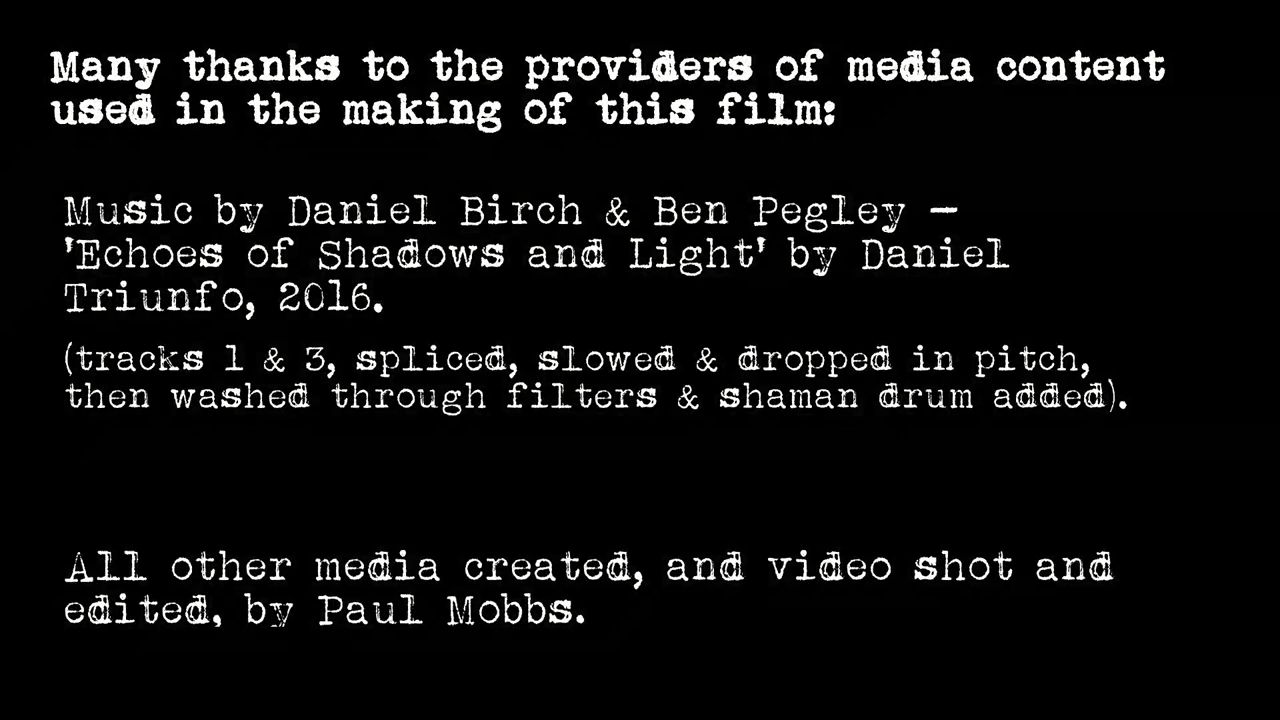 Many thanks to the providers of media content
used in the making of this film:
Music by Daniel Birch & Ben Pegley –
'Echoes of Shadows and Light' by Daniel
Triunfo, 2016.
(tracks 1 & 3, spliced, slowed & dropped in pitch,
then washed through filters & shaman drum added).
All other media created, and video shot and
edited, by Paul Mobbs.